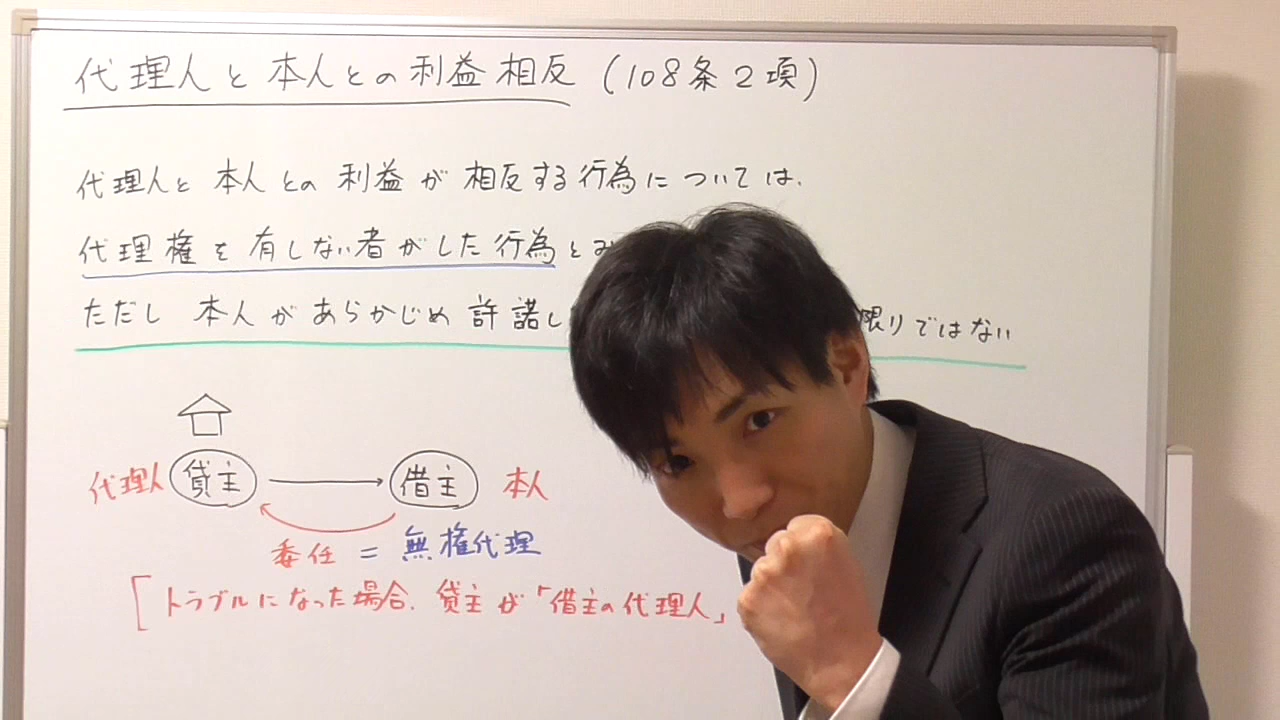 代理人と本人との利益相反 (108条2項)
代理人と本人との利益が相反する行為については、
代理権を有しない者がした行為とみ
ただし本人があらかじめ許諾し 限りではない
代理人 貸主 借主 本人
委任 = 無権代理
トラブルになった場合、貸主が「借主の代理人」